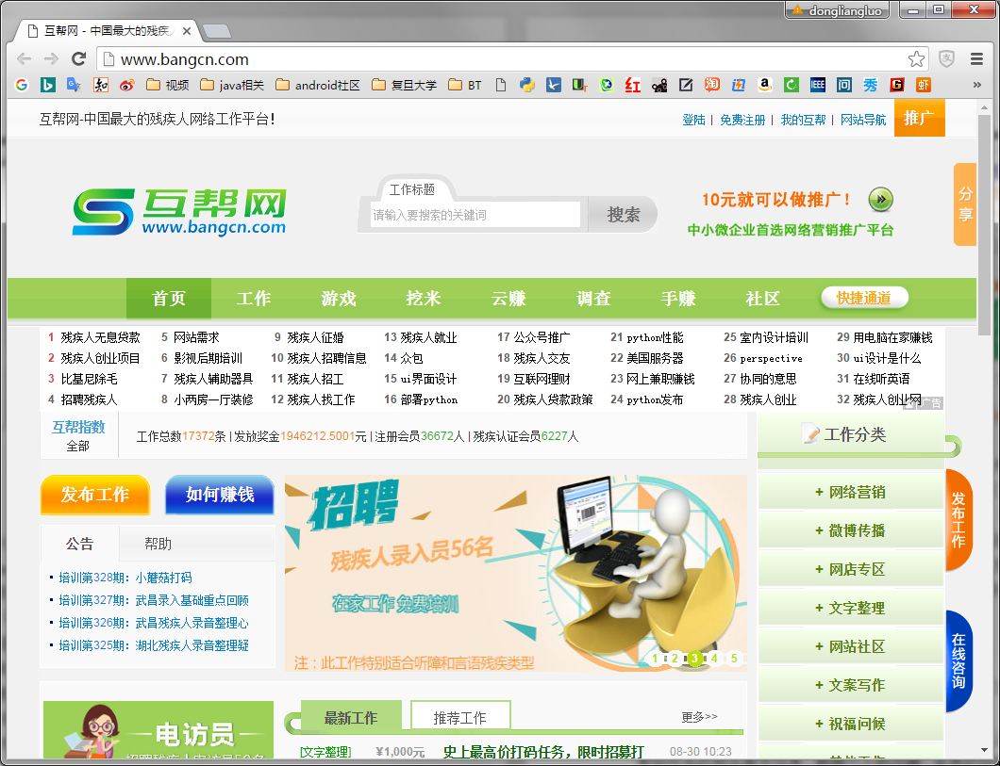 dongliangluo
互帮网 - 中国最大的残疾
www.bangcn.com
视频 java相关 android社区 复旦大学 BT
互帮网-中国最大的残疾人网络工作平台!
登陆 | 免费注册 | 我的互帮 | 网站导航
推广
互帮网
www.bangcn.com
工作标题
请输入要搜索的关键词
搜索
10元就可以做推广!
中小微企业首选网络营销推广平台
分享
首页 工作 游戏 挖米 云赚 调查 手赚 社区 快捷通道
1 残疾人无息贷款 5 网站需求 9 残疾人征婚 13 残疾人就业 17 公众号推广 21 python性能 25 室内设计培训 29 用电脑在家赚钱
2 残疾人创业项目 6 影视后期培训 10 残疾人招聘信息 14 众包 18 残疾人交友 22 美国服务器 26 perspective 30 ui设计是什么
3 比基尼除毛 7 残疾人辅助器具 11 残疾人招工 15 ui界面设计 19 互联网理财 23 网上兼职赚钱 27 协同的意思 31 在线听英语
4 招聘残疾人 8 小两房一厅装修 12 残疾人找工作 16 部署python 20 残疾人贷款政策 24 python发布 28 残疾人创业 32 残疾人创业网
广告
互帮指数
全部
工作总数17372条 | 发放奖金1946212.5001元 | 注册会员36672人 | 残疾认证会员6227人
工作分类
发布工作
如何赚钱
公告
帮助
培训第328期：小蘑菇打码
培训第327期：武昌录入基础重点回顾
培训第326期：武昌残疾人录音整理心
培训第325期：湖北残疾人录音整理疑
招聘
残疾人录入员56名
在家工作 免费培训
注：此工作特别适合听障和言语残疾类型
1 2 3 4 5
+ 网络营销
+ 微博传播
+ 网店专区
+ 文字整理
+ 网站社区
+ 文案写作
+ 祝福问候
发布工作
在线咨询
电访员
最新工作
推荐工作
更多>>
[文字整理] ¥1,000元 史上最高价打码任务，限时招募打 08-30 10:23